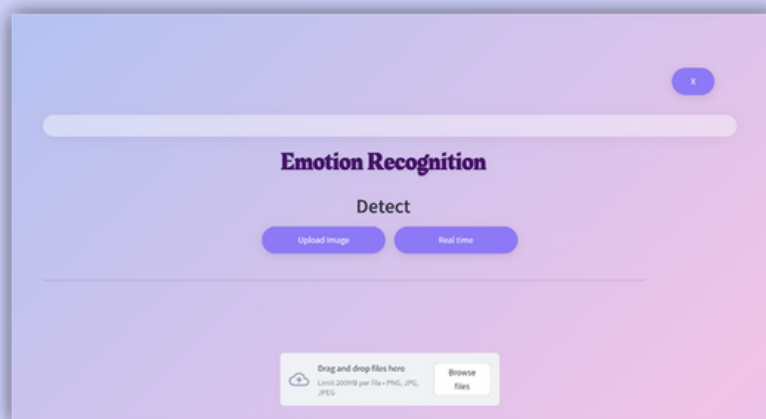 X
Emotion Recognition
Detect
Upload Image
Real time
Drag and drop files here
Limit 200MB per file • PNG, JPG,
JPEG
Browse
files